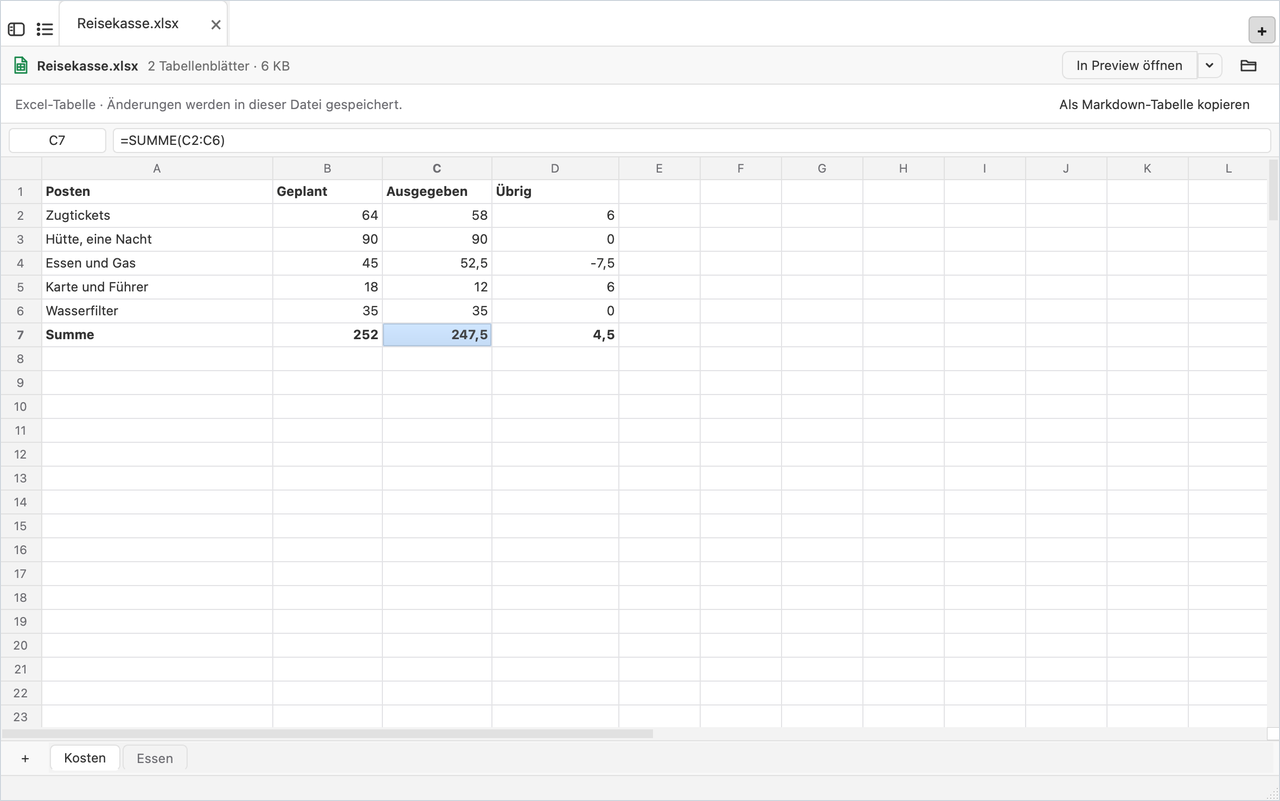 Reisekasse.xlsx
Reisekasse.xlsx 2 Tabellenblätter · 6 KB In Preview öffnen
Excel-Tabelle · Änderungen werden in dieser Datei gespeichert. Als Markdown-Tabelle kopieren
C7 =SUMME(C2:C6)
A B C D E F G H I J K L
1 Posten Geplant Ausgegeben Übrig
2 Zugtickets 64 58 6
3 Hütte, eine Nacht 90 90 0
4 Essen und Gas 45 52,5 -7,5
5 Karte und Führer 18 12 6
6 Wasserfilter 35 35 0
7 Summe 252 247,5 4,5
8
9
10
11
12
13
14
15
16
17
18
19
20
21
22
23
+ Kosten Essen